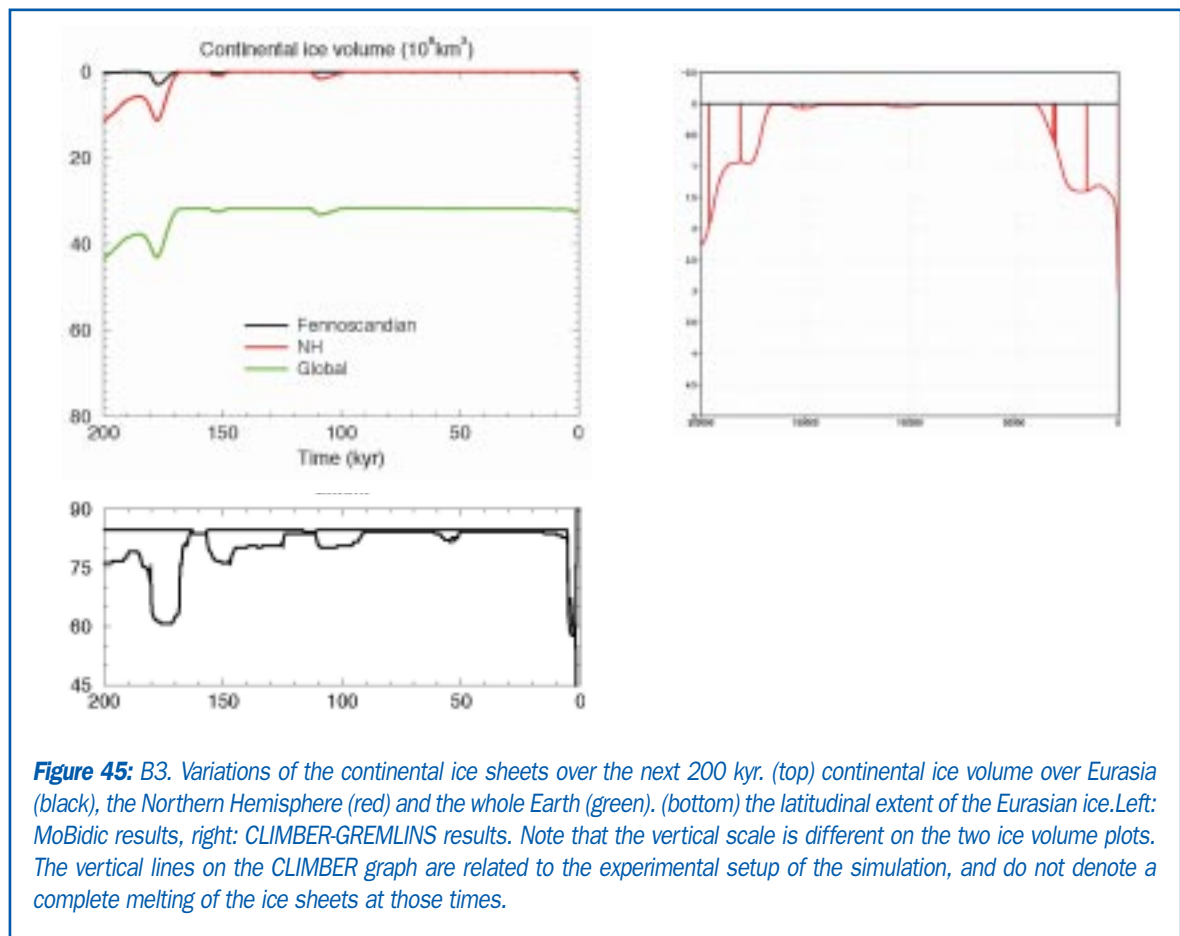 Continental ice volume (10⁶km³)
0
20
40
60
80
Fennoscandian
NH
Global
200 150 100 50 0
Time (kyr)
90
75
60
45
200 150 100 50 0
Figure 45: B3. Variations of the continental ice sheets over the next 200 kyr. (top) continental ice volume over Eurasia
(black), the Northern Hemisphere (red) and the whole Earth (green). (bottom) the latitudinal extent of the Eurasian ice.Left:
MoBidic results, right: CLIMBER-GREMLINS results. Note that the vertical scale is different on the two ice volume plots.
The vertical lines on the CLIMBER graph are related to the experimental setup of the simulation, and do not denote a
complete melting of the ice sheets at those times.